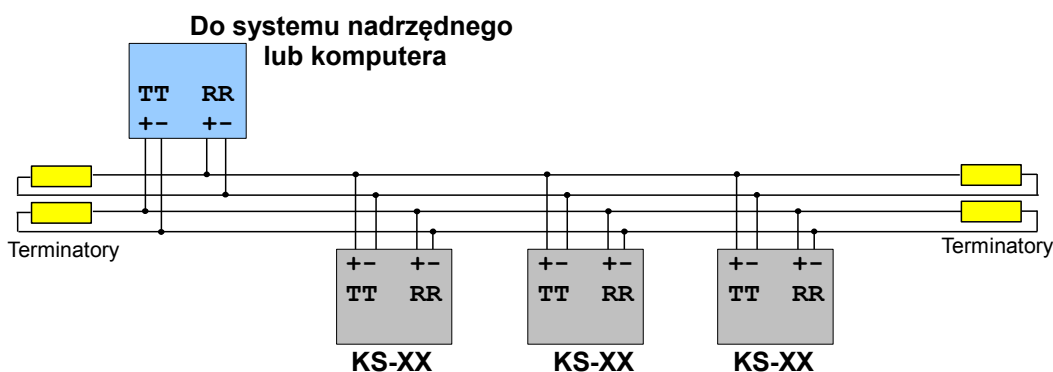 Do systemu nadrzędnego
lub komputera
TT RR
+- +-
Terminatory
Terminatory
+- +-
TT RR
+- +-
TT RR
+- +-
TT RR
KS-XX
KS-XX
KS-XX